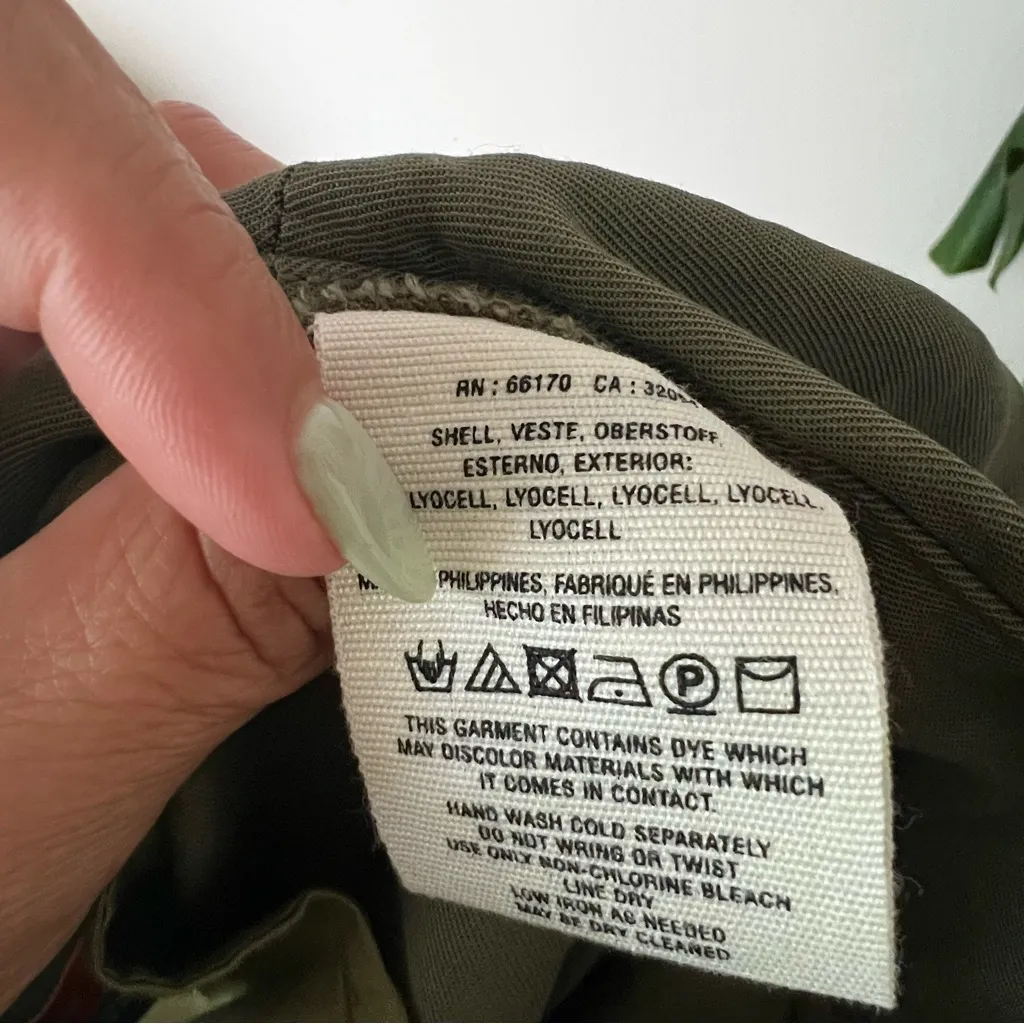 RN : 66170 CA :
SHELL, VESTE, OBERSTOFF,
ESTERNO, EXTERIOR:
LYOCELL, LYOCELL, LYOCELL, LYOCELL,
LYOCELL
PHILIPPINES, FABRIQUÉ EN PHILIPPINES,
HECHO EN FILIPINAS
P
THIS GARMENT CONTAINS DYE WHICH
MAY DISCOLOR MATERIALS WITH WHICH
IT COMES IN CONTACT.
HAND WASH COLD SEPARATELY
DO NOT WRING OR TWIST
USE ONLY NON-CHLORINE BLEACH
LINE DRY
LOW IRON AS NEEDED
MAY BE DRY CLEANED